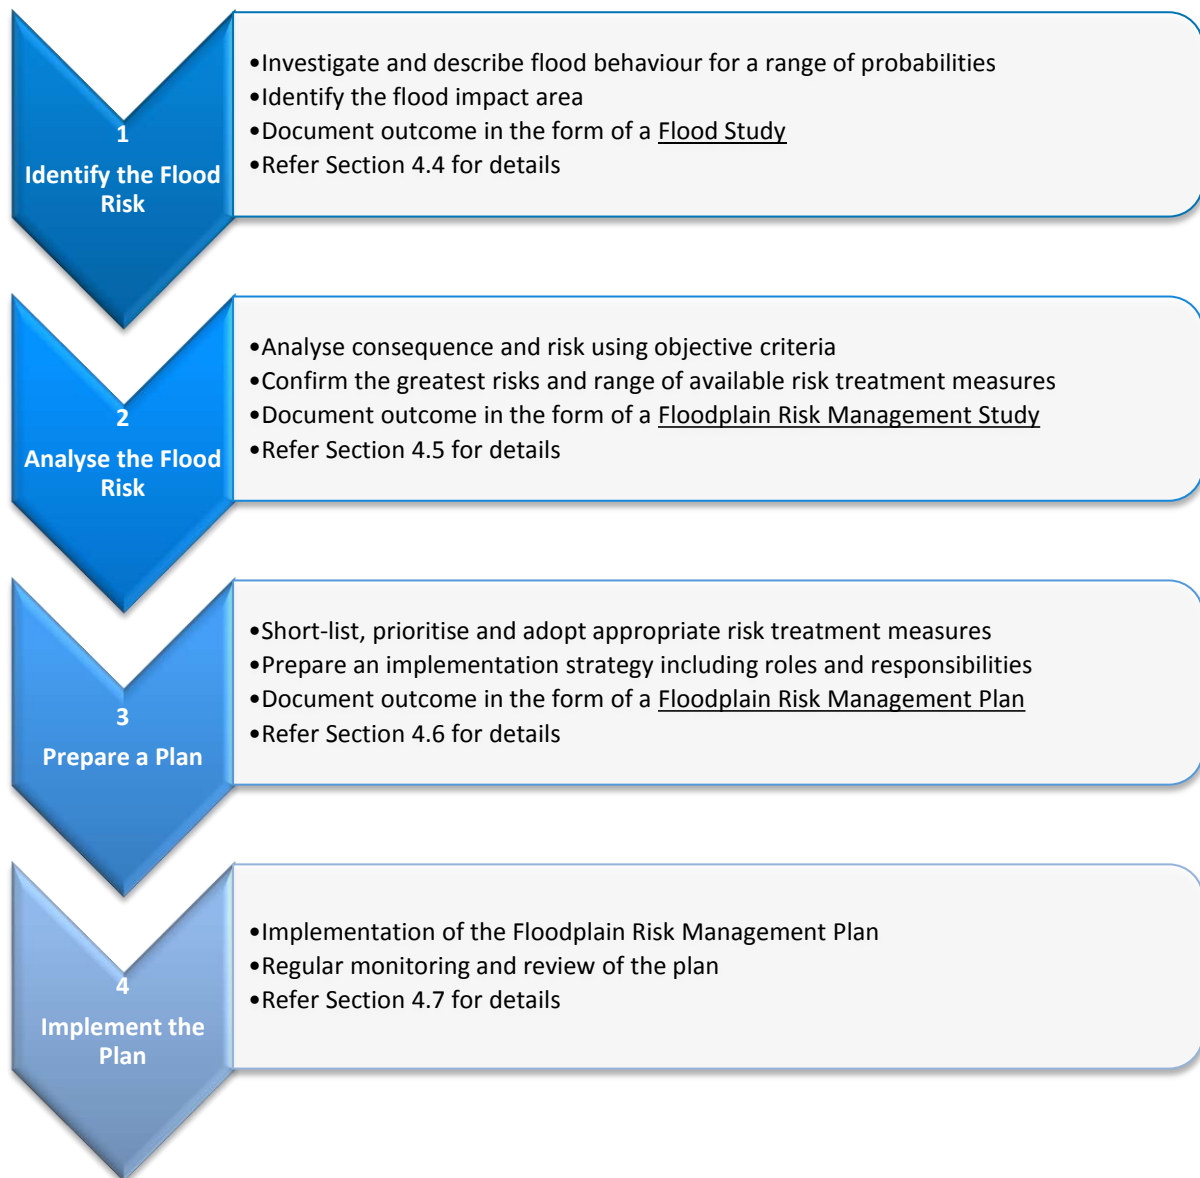 1
Identify the Flood
Risk
•Investigate and describe flood behaviour for a range of probabilities
•Identify the flood impact area
•Document outcome in the form of a Flood Study
•Refer Section 4.4 for details
2
Analyse the Flood
Risk
•Analyse consequence and risk using objective criteria
•Confirm the greatest risks and range of available risk treatment measures
•Document outcome in the form of a Floodplain Risk Management Study
•Refer Section 4.5 for details
3
Prepare a Plan
•Short-list, prioritise and adopt appropriate risk treatment measures
•Prepare an implementation strategy including roles and responsibilities
•Document outcome in the form of a Floodplain Risk Management Plan
•Refer Section 4.6 for details
4
Implement the
Plan
•Implementation of the Floodplain Risk Management Plan
•Regular monitoring and review of the plan
•Refer Section 4.7 for details